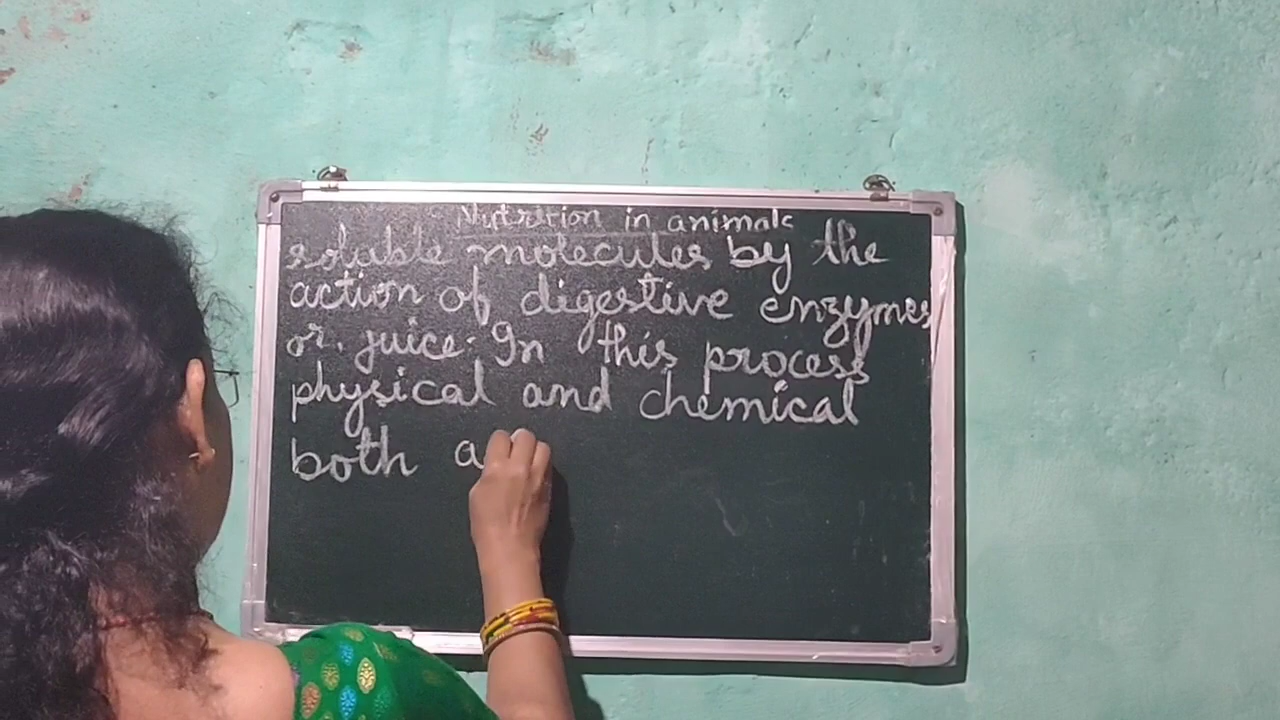 Nutrition in animals
soluble molecules by the
action of digestive enzymes
or. juice. In this process
physical and chemical
both a